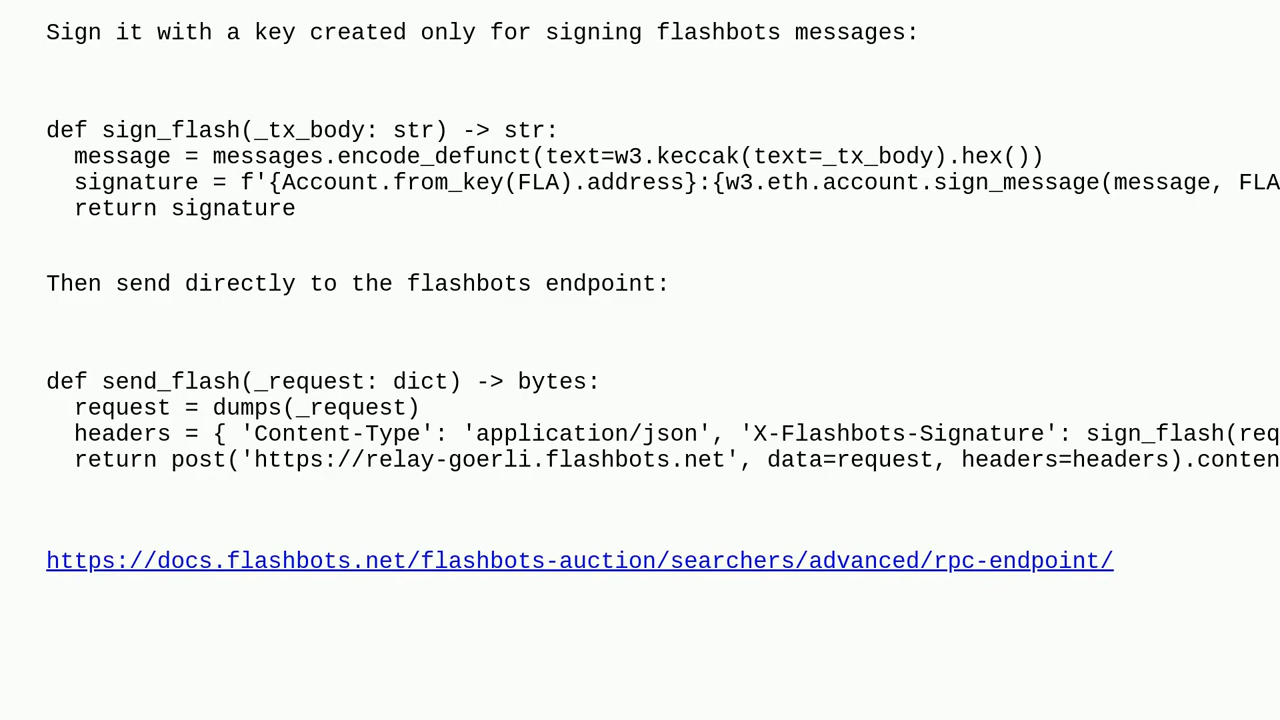 Sign it with a key created only for signing flashbots messages:
def sign_flash(_tx_body: str) -> str:
  message = messages.encode_defunct(text=w3.keccak(text=_tx_body).hex())
  signature = f'{Account.from_key(FLA).address}:{w3.eth.account.sign_message(message, FLA
  return signature
Then send directly to the flashbots endpoint:
def send_flash(_request: dict) -> bytes:
  request = dumps(_request)
  headers = { 'Content-Type': 'application/json', 'X-Flashbots-Signature': sign_flash(req
  return post('https://relay-goerli.flashbots.net', data=request, headers=headers).conten
https://docs.flashbots.net/flashbots-auction/searchers/advanced/rpc-endpoint/